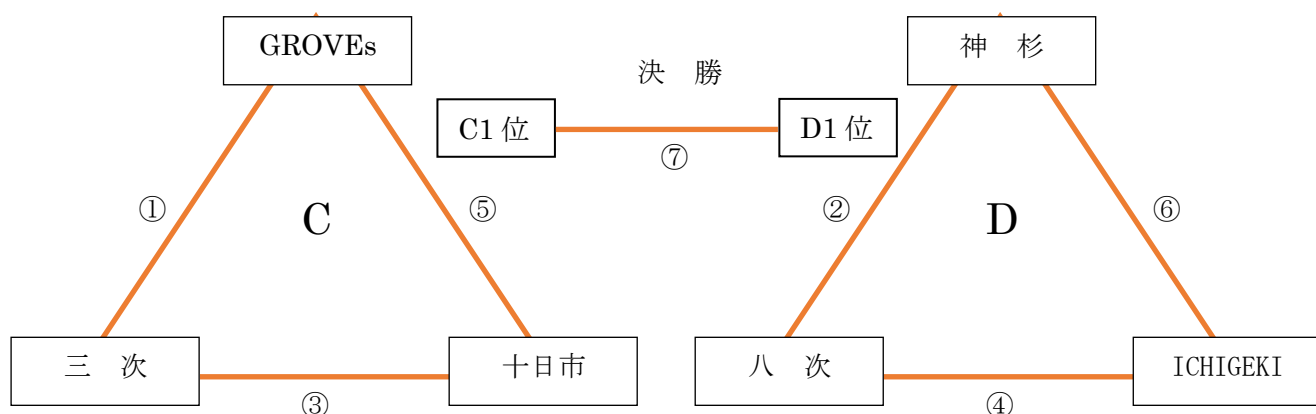 GROVEs
神 杉
決 勝
C1位
D1位
⑦
①
⑤
②
⑥
C
D
三 次
十日市
八 次
ICHIGEKI
③
④